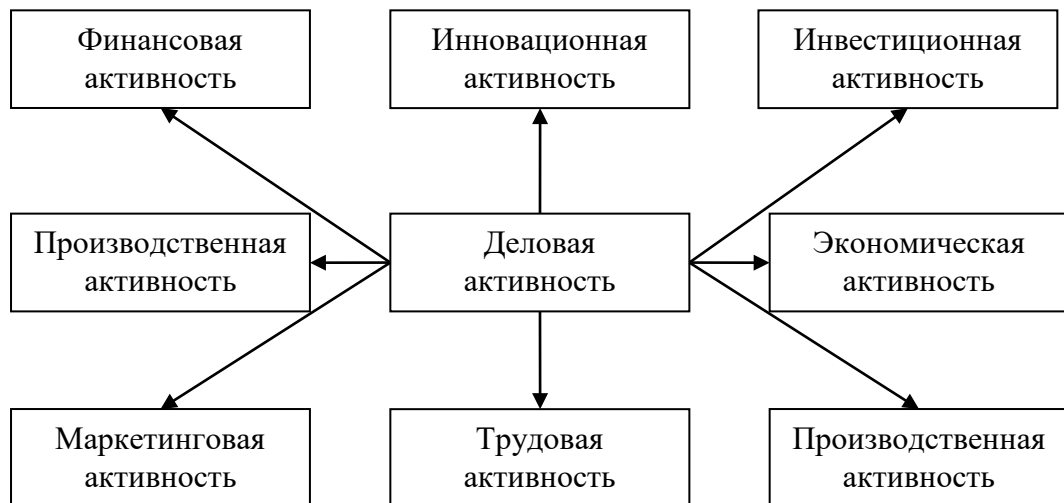 Финансовая
активность
Инновационная
активность
Инвестиционная
активность
Производственная
активность
Деловая
активность
Экономическая
активность
Маркетинговая
активность
Трудовая
активность
Производственная
активность